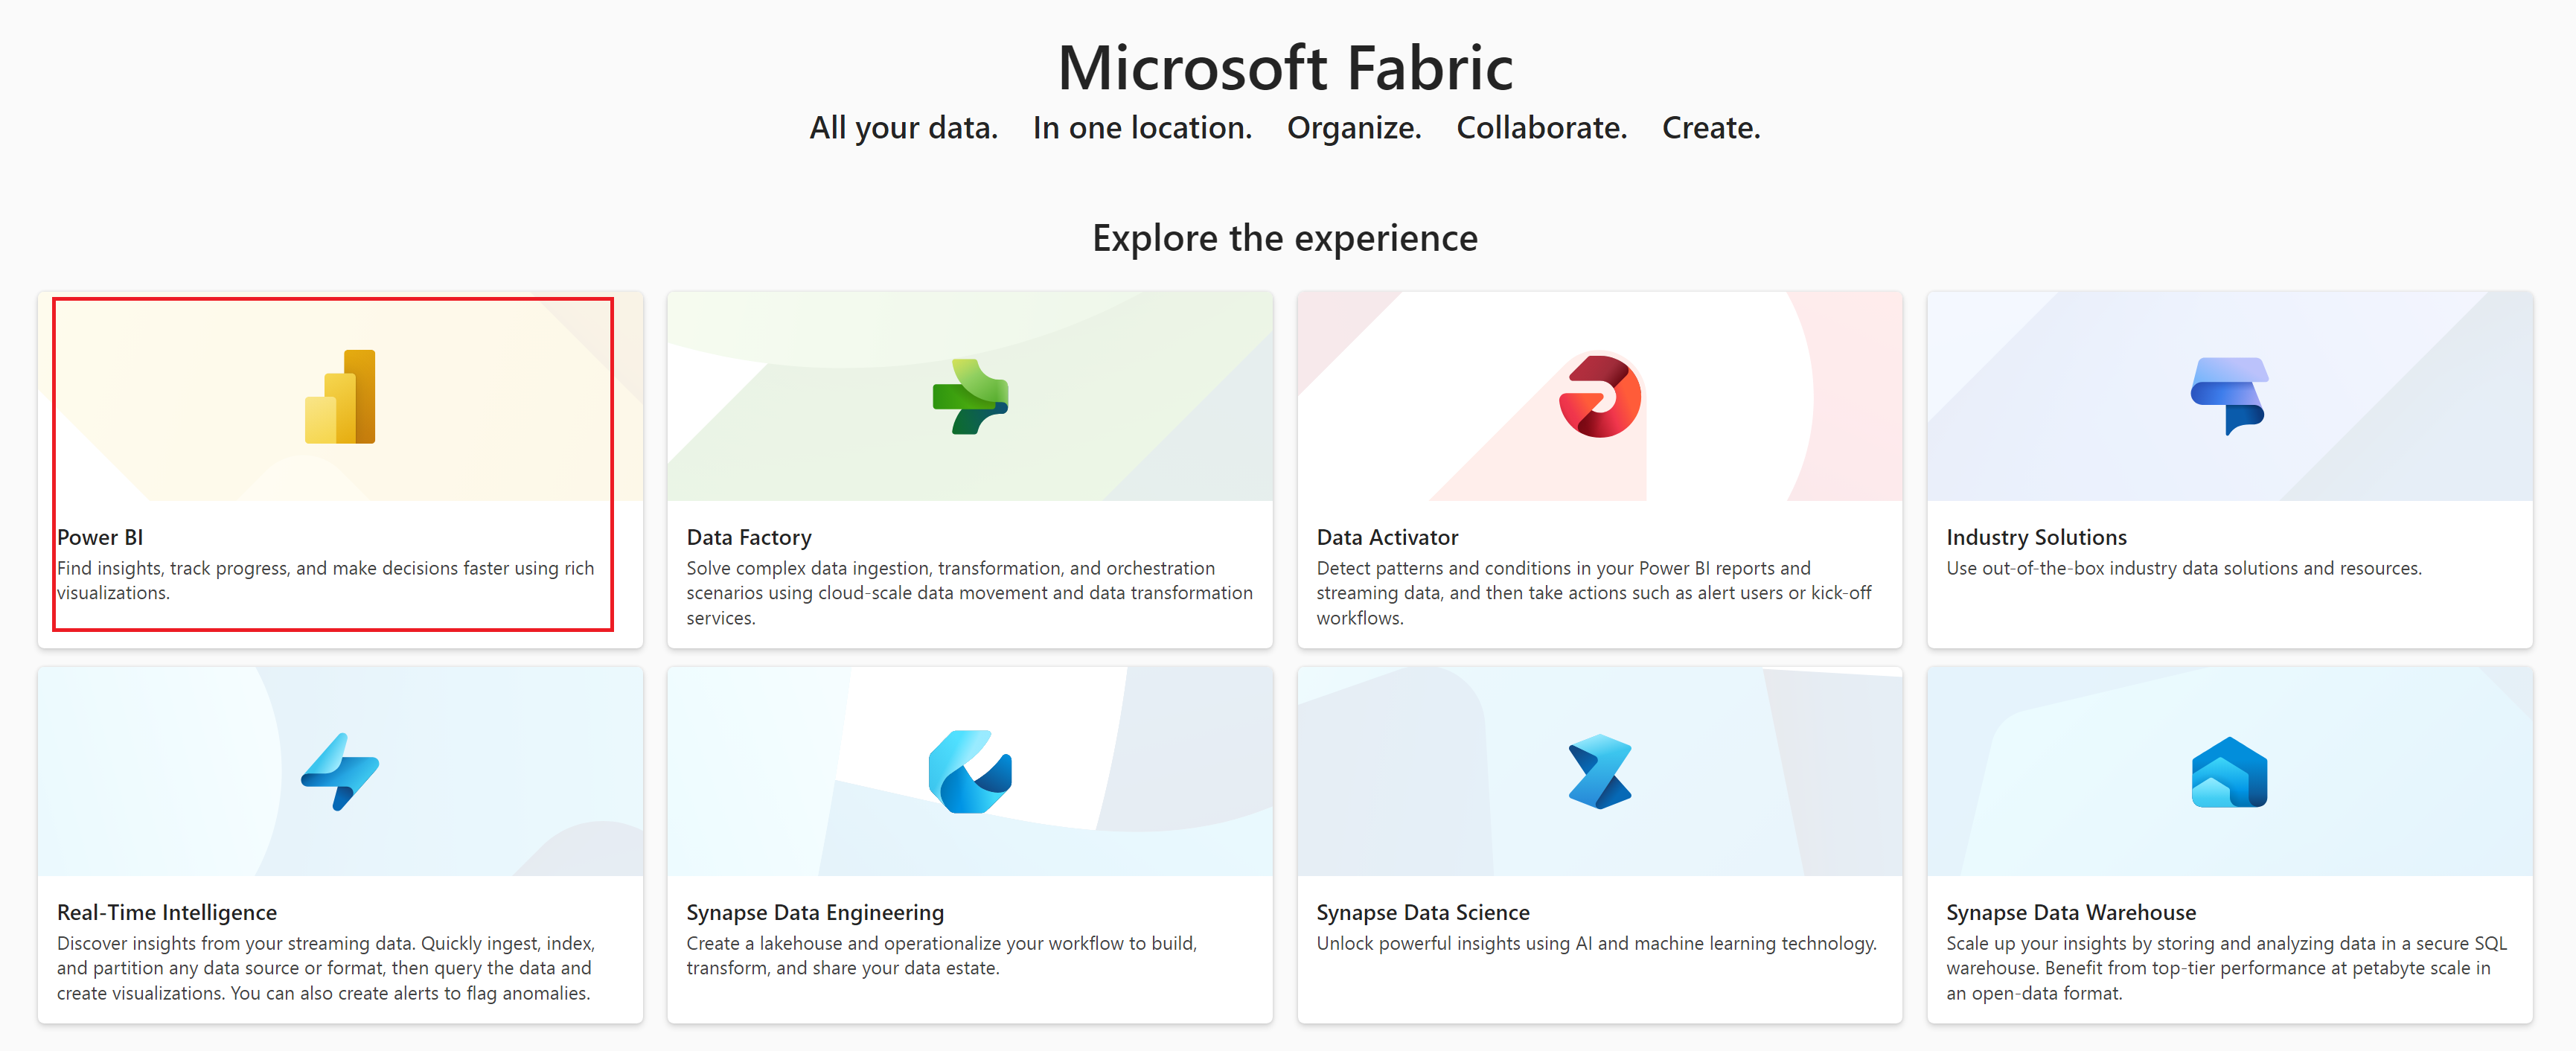 Microsoft Fabric
All your data. In one location. Organize. Collaborate. Create.
Explore the experience
Power BI
Find insights, track progress, and make decisions faster using rich
visualizations.
Data Factory
Solve complex data ingestion, transformation, and orchestration
scenarios using cloud-scale data movement and data transformation
services.
Data Activator
Detect patterns and conditions in your Power BI reports and
streaming data, and then take actions such as alert users or kick-off
workflows.
Industry Solutions
Use out-of-the-box industry data solutions and resources.
Real-Time Intelligence
Discover insights from your streaming data. Quickly ingest, index,
and partition any data source or format, then query the data and
create visualizations. You can also create alerts to flag anomalies.
Synapse Data Engineering
Create a lakehouse and operationalize your workflow to build,
transform, and share your data estate.
Synapse Data Science
Unlock powerful insights using AI and machine learning technology.
Synapse Data Warehouse
Scale up your insights by storing and analyzing data in a secure SQL
warehouse. Benefit from top-tier performance at petabyte scale in
an open-data format.